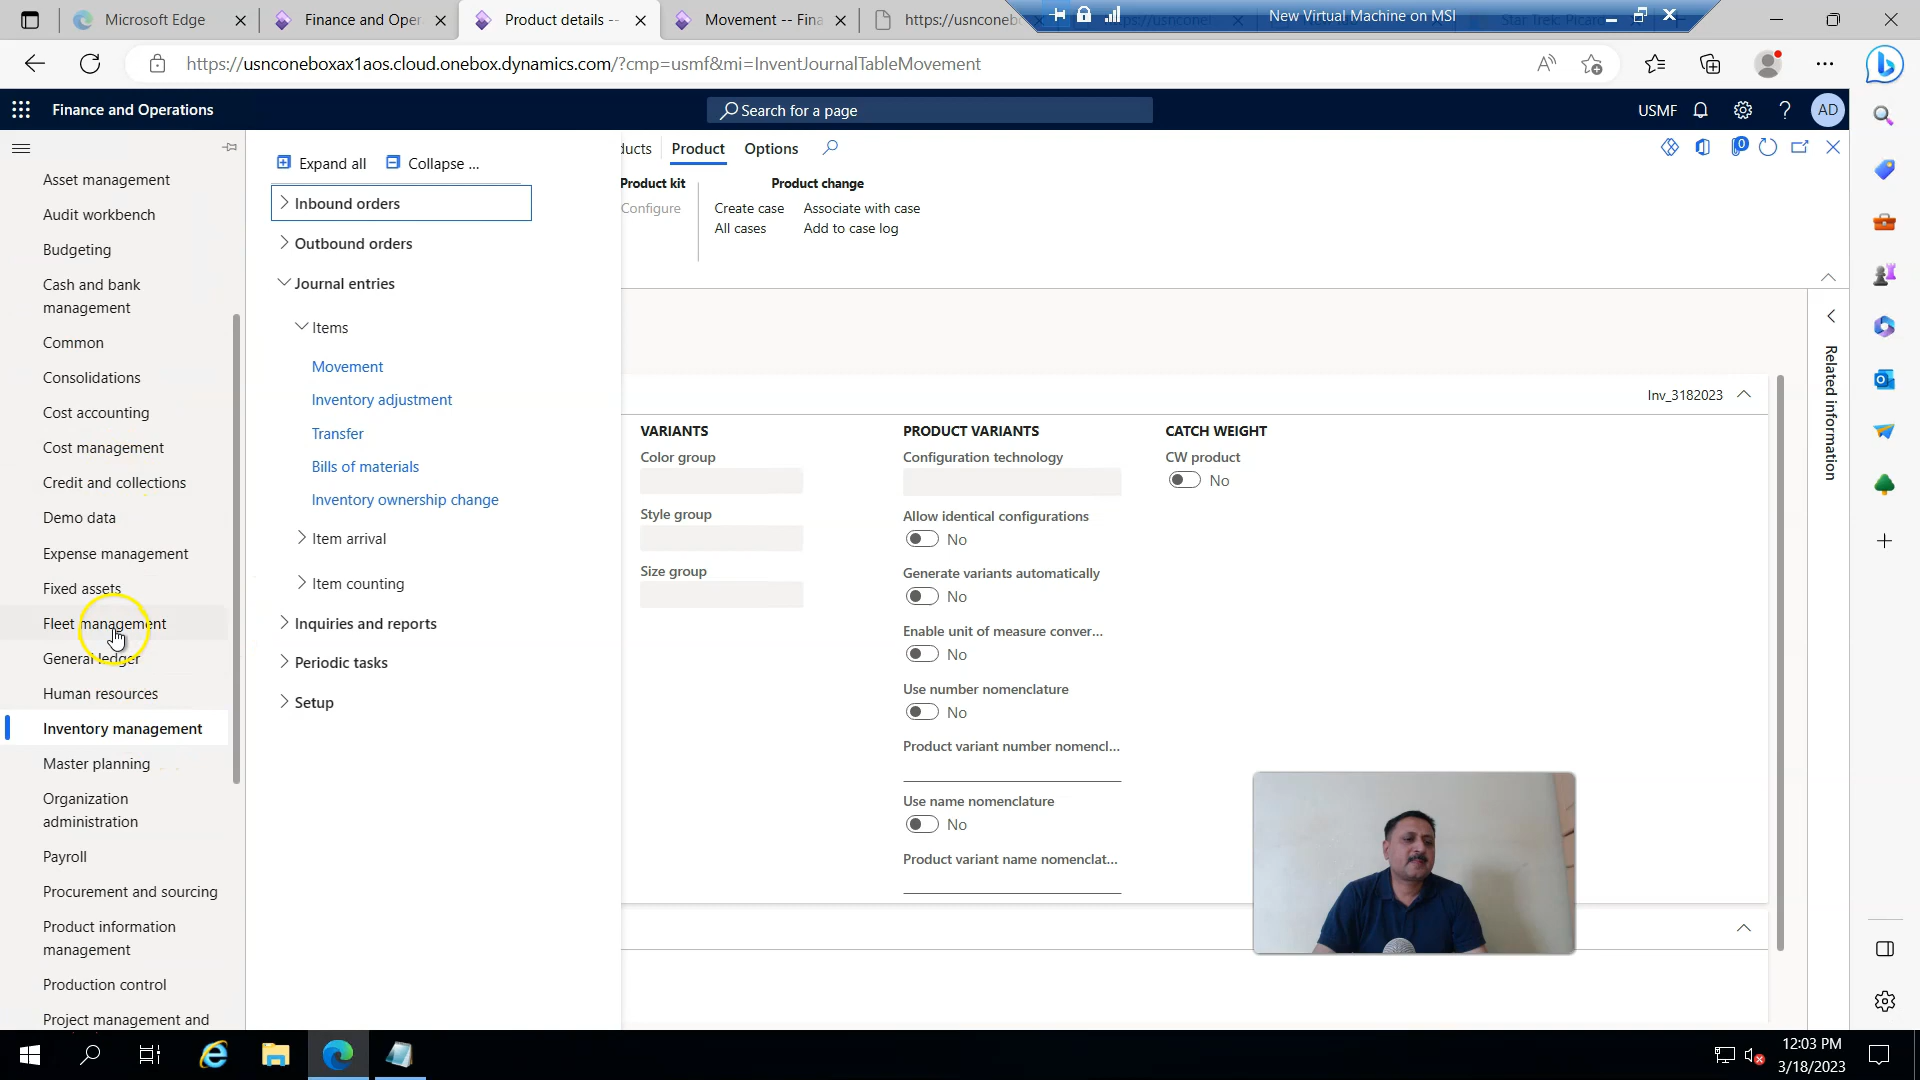 Microsoft Edge
Finance and Oper
Product details --
Movement -- Fina
https://usnconeb
New Virtual Machine on MSI
https://usnconeboxax1aos.cloud.onebox.dynamics.com/?cmp=usmf&mi=InventJournalTableMovement
Finance and Operations
Search for a page
USMF
AD
Asset management
Audit workbench
Budgeting
Cash and bank
management
Common
Consolidations
Cost accounting
Cost management
Credit and collections
Demo data
Expense management
Fixed assets
Fleet management
General ledger
Human resources
Inventory management
Master planning
Organization
administration
Payroll
Procurement and sourcing
Product information
management
Production control
Project management and
Expand all
Collapse ...
Inbound orders
Outbound orders
Journal entries
Items
Movement
Inventory adjustment
Transfer
Bills of materials
Inventory ownership change
Item arrival
Item counting
Inquiries and reports
Periodic tasks
Setup
ducts
Product
Options
0
Product kit
Configure
Product change
Create case
Associate with case
All cases
Add to case log
Related information
Inv_3182023
VARIANTS
Color group
Style group
Size group
PRODUCT VARIANTS
Configuration technology
Allow identical configurations
No
Generate variants automatically
No
Enable unit of measure conver...
No
Use number nomenclature
No
Product variant number nomencl...
Use name nomenclature
No
Product variant name nomenclat...
CATCH WEIGHT
CW product
No
12:03 PM
3/18/2023